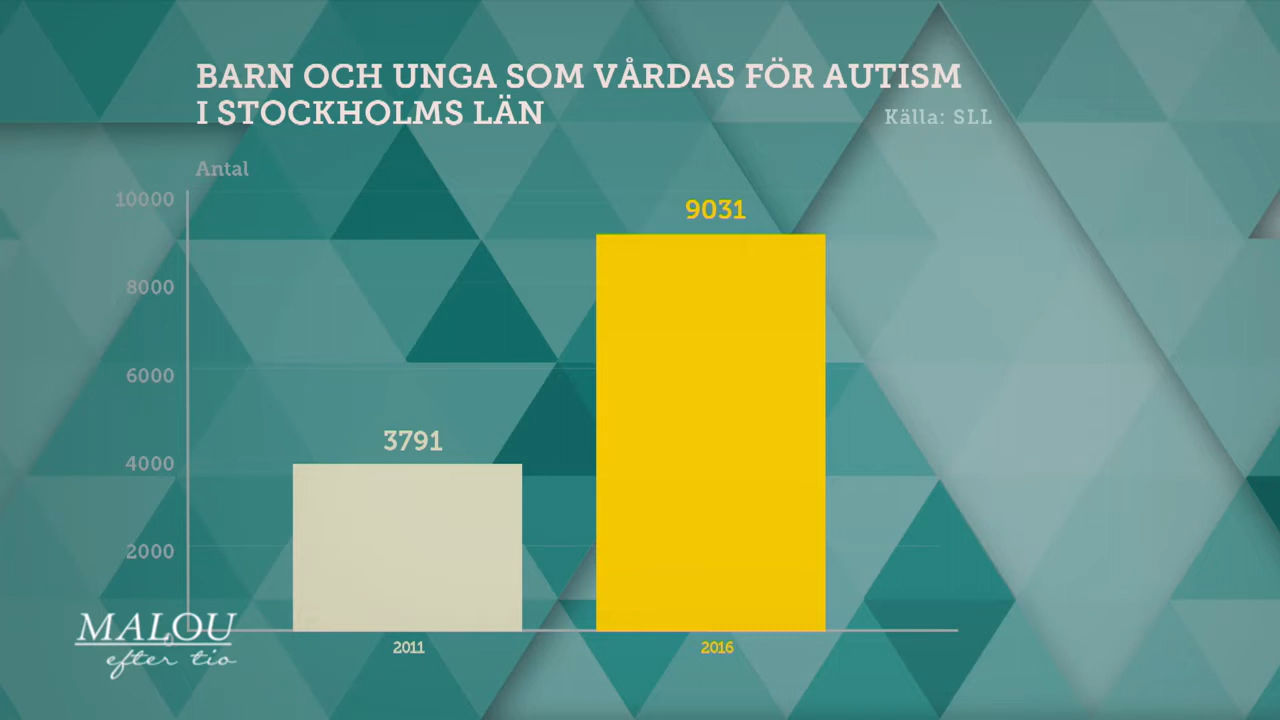 BARN OCH UNGA SOM VÅRDAS FÖR AUTISM
I STOCKHOLMS LÄN
Källa: SLL
Antal
10000
8000
6000
4000
2000
9031
3791
2011
2016
MALOU
efter tio